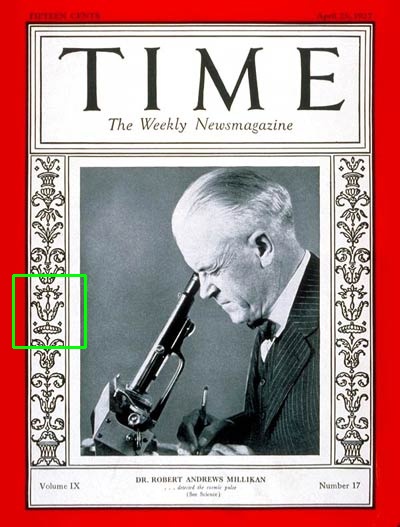 FIFTEEN CENTS April 25, 1927
TIME
The Weekly Newsmagazine
DR. ROBERT ANDREWS MILLIKAN
. . . detected the cosmic pulse
(See Science)
Volume IX Number 17